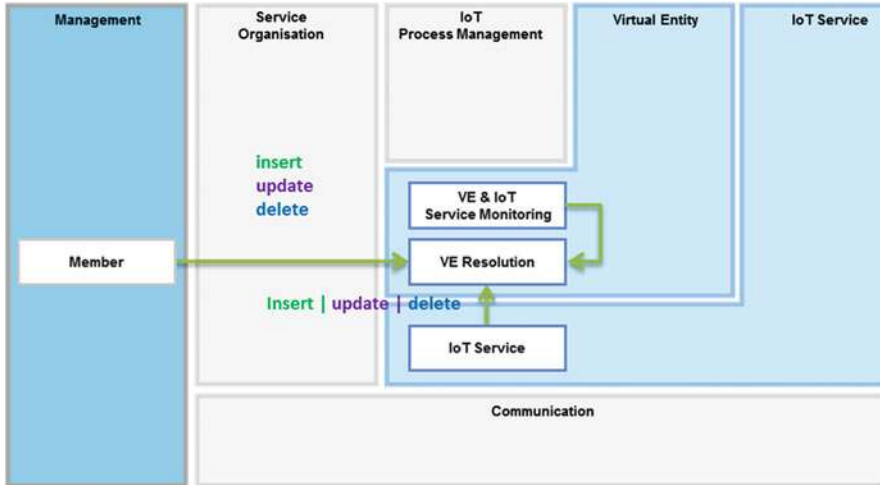 Management
Service
Organisation
IoT
Process Management
Virtual Entity
IoT Service
insert
update
delete
VE & IoT
Service Monitoring
Member
VE Resolution
Insert | update | delete
IoT Service
Communication